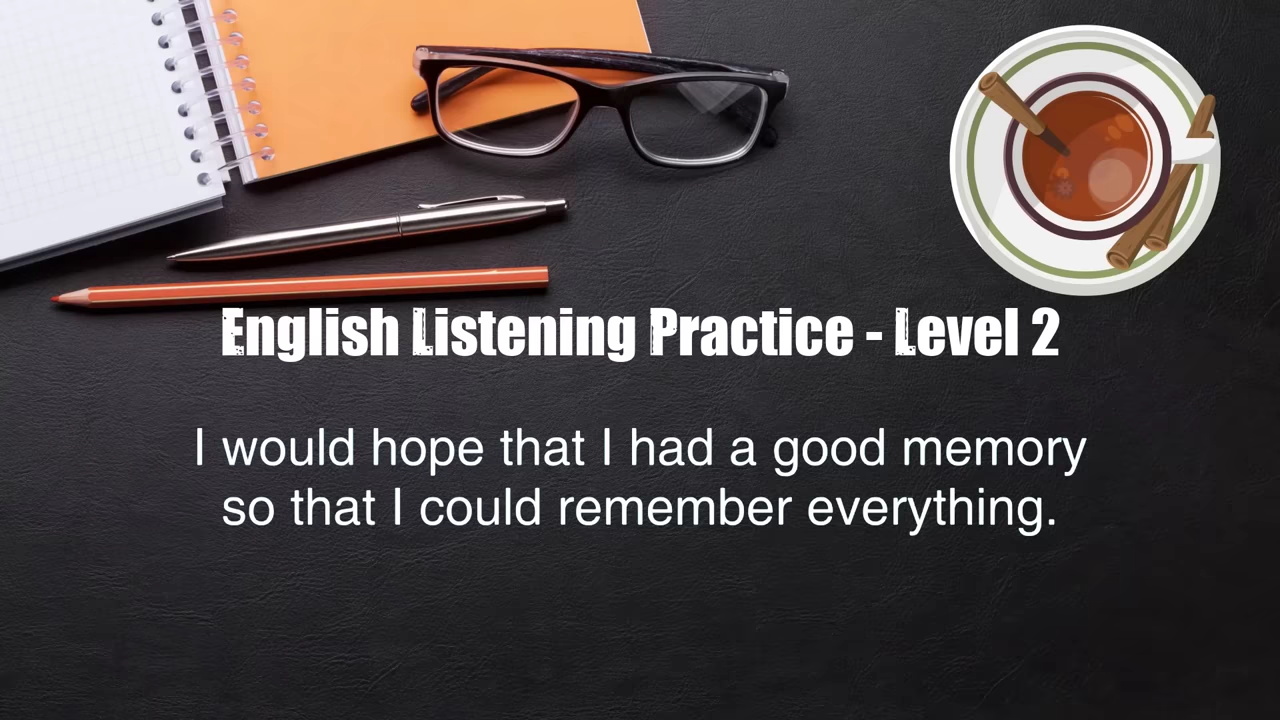 English Listening Practice - Level 2
I would hope that I had a good memory
so that I could remember everything.